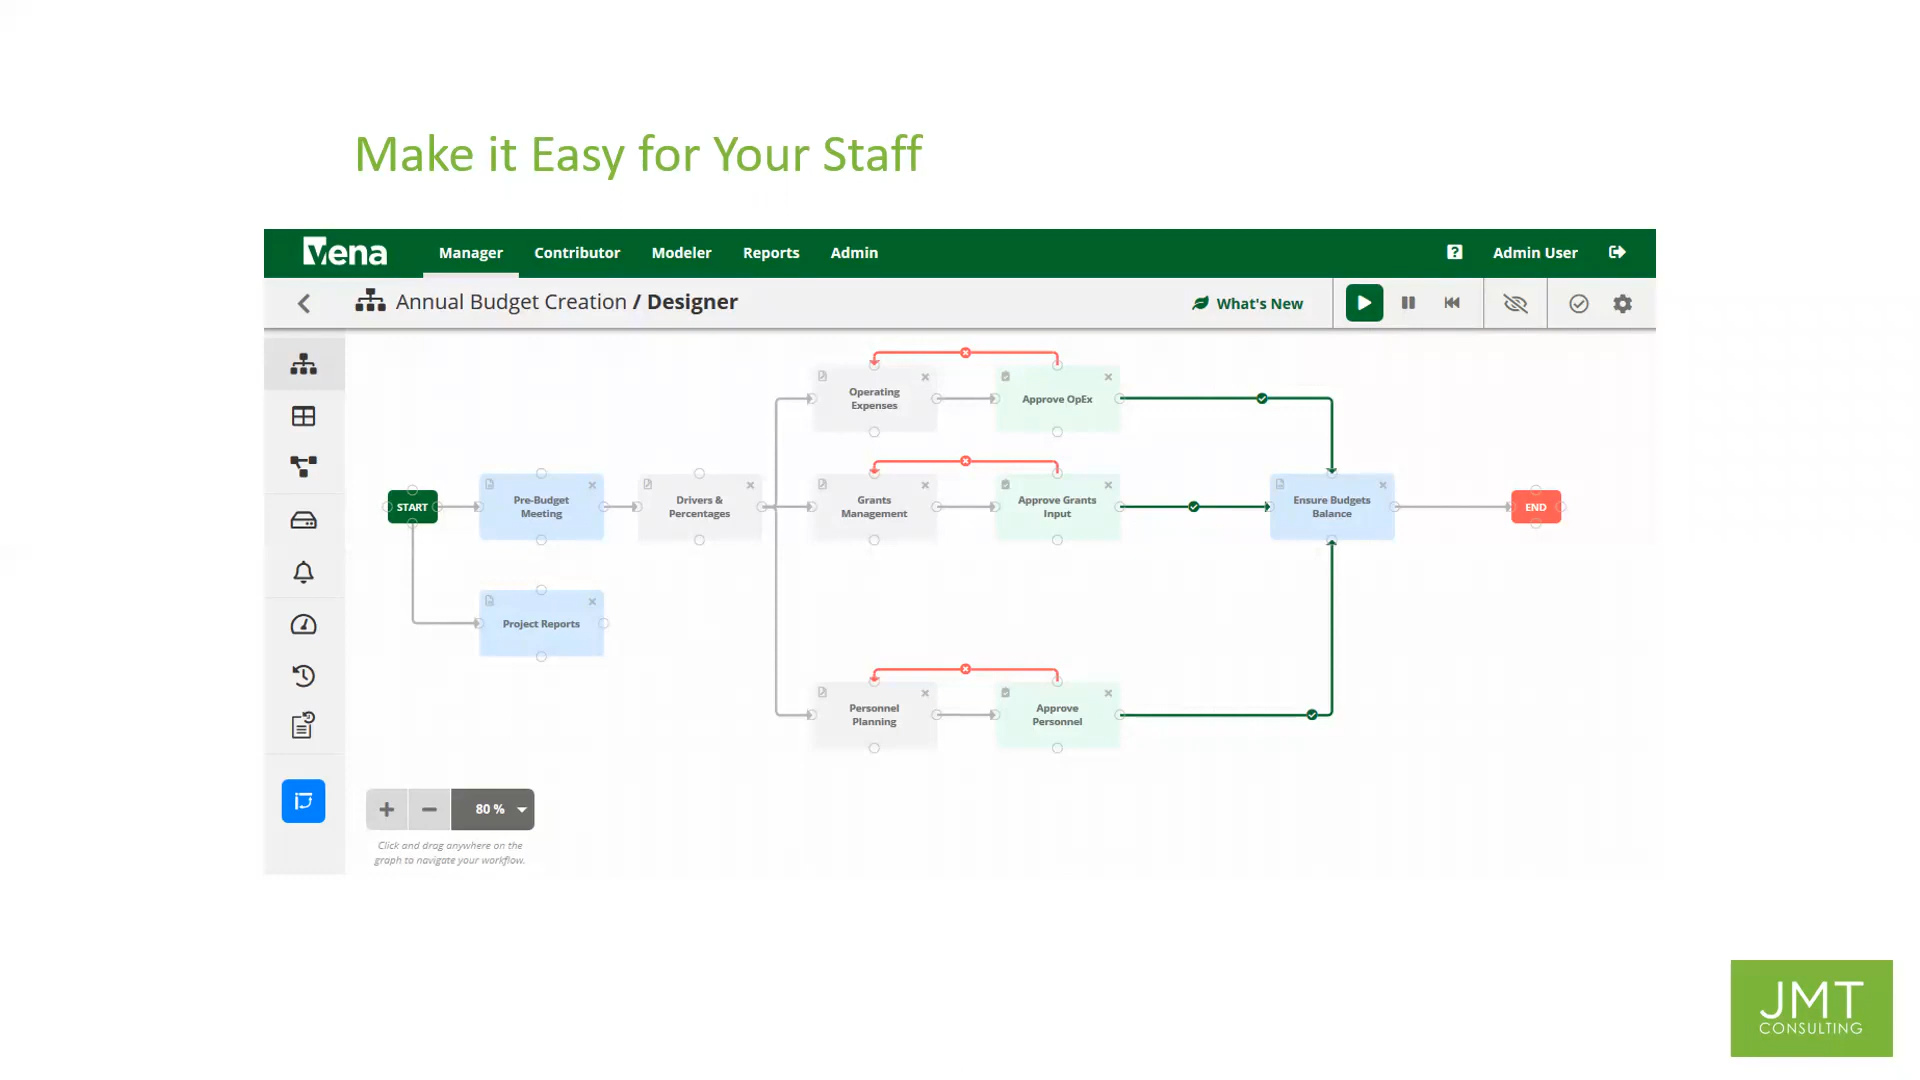 Make it Easy for Your Staff
Vena
Manager
Contributor
Modeler
Reports
Admin
?
Admin User
Annual Budget Creation / Designer
What's New
START
Pre-Budget
Meeting
Drivers &
Percentages
Operating
Expenses
Approve OpEx
Grants
Management
Approve Grants
Input
Ensure Budgets
Balance
END
Project Reports
Personnel
Planning
Approve
Personnel
80 %
Click and drag anywhere on the
graph to navigate your workflow.
JMT
CONSULTING